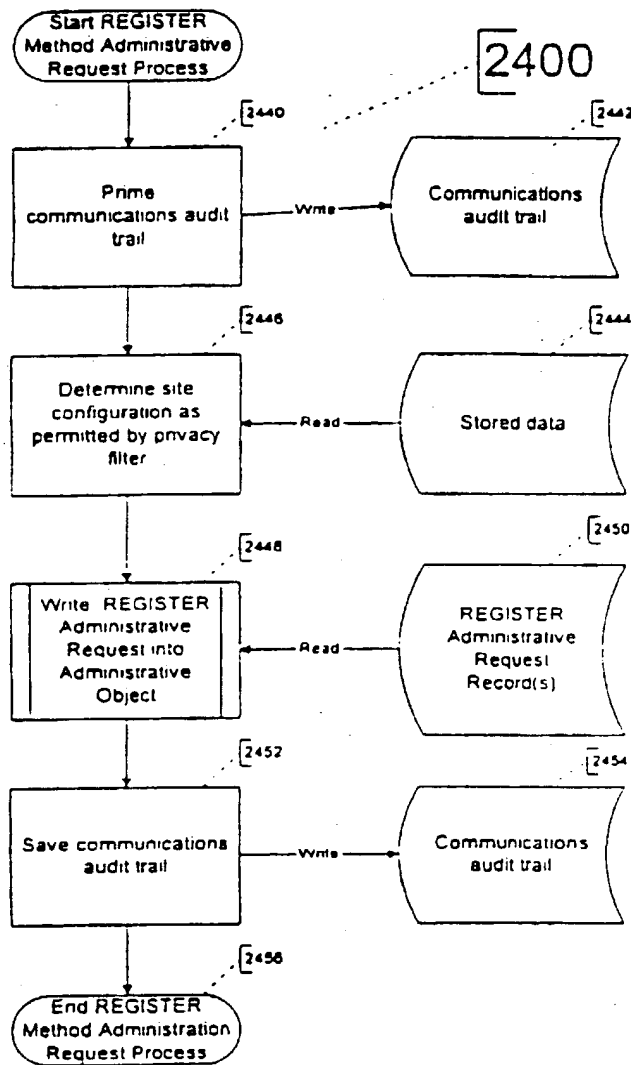 Start REGISTER
Method Administrative
Request Process
2400
2440
2442
Prime
communications audit
trail
Write
Communications
audit trail
2446
2444
Determine site
configuration as
permitted by privacy
filter
Read
Stored data
2448
2450
Write REGISTER
Administrative
Request into
Administrative
Object
Read
REGISTER
Administrative
Request
Record(s)
2452
2454
Save communications
audit trail
Write
Communications
audit trail
2456
End REGISTER
Method Administration
Request Process